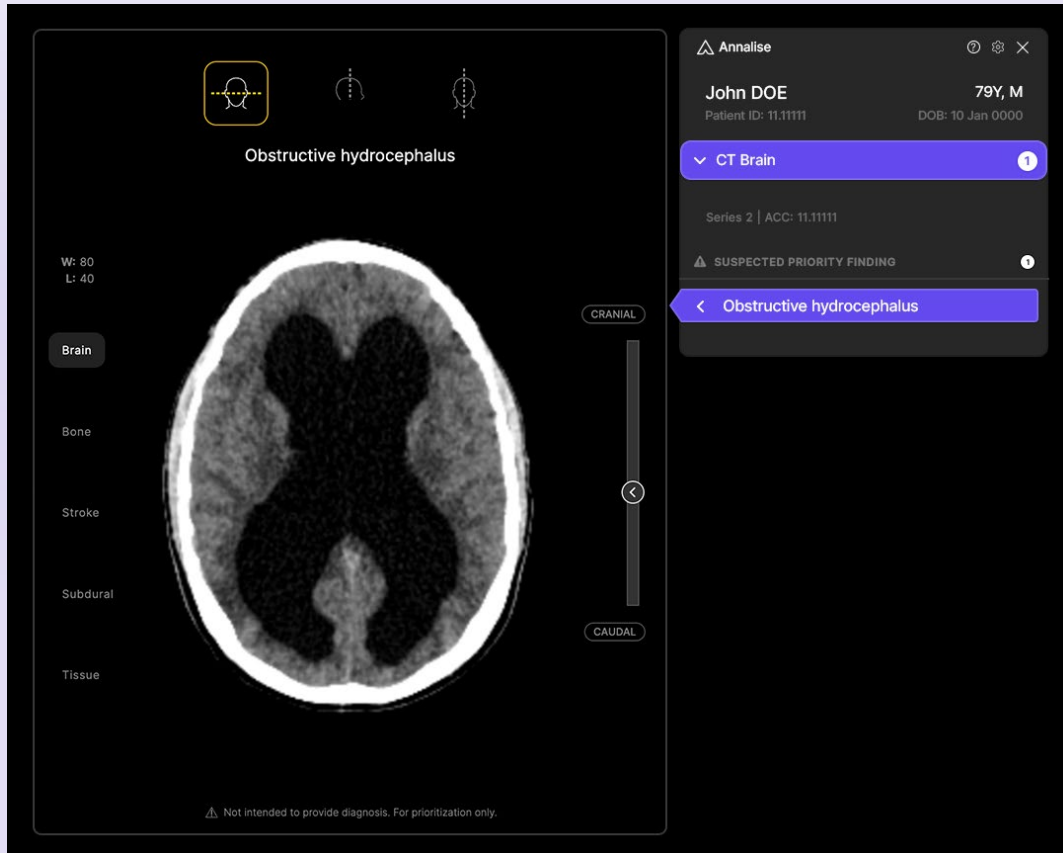 Obstructive hydrocephalus
W: 80
L: 40
Brain
Bone
Stroke
Subdural
Tissue
CRANIAL
CAUDAL
Not intended to provide diagnosis. For prioritization only.
Annalise
John DOE 79Y, M
Patient ID: 11.11111 DOB: 10 Jan 0000
CT Brain 1
Series 2 | ACC: 11.11111
SUSPECTED PRIORITY FINDING 1
Obstructive hydrocephalus